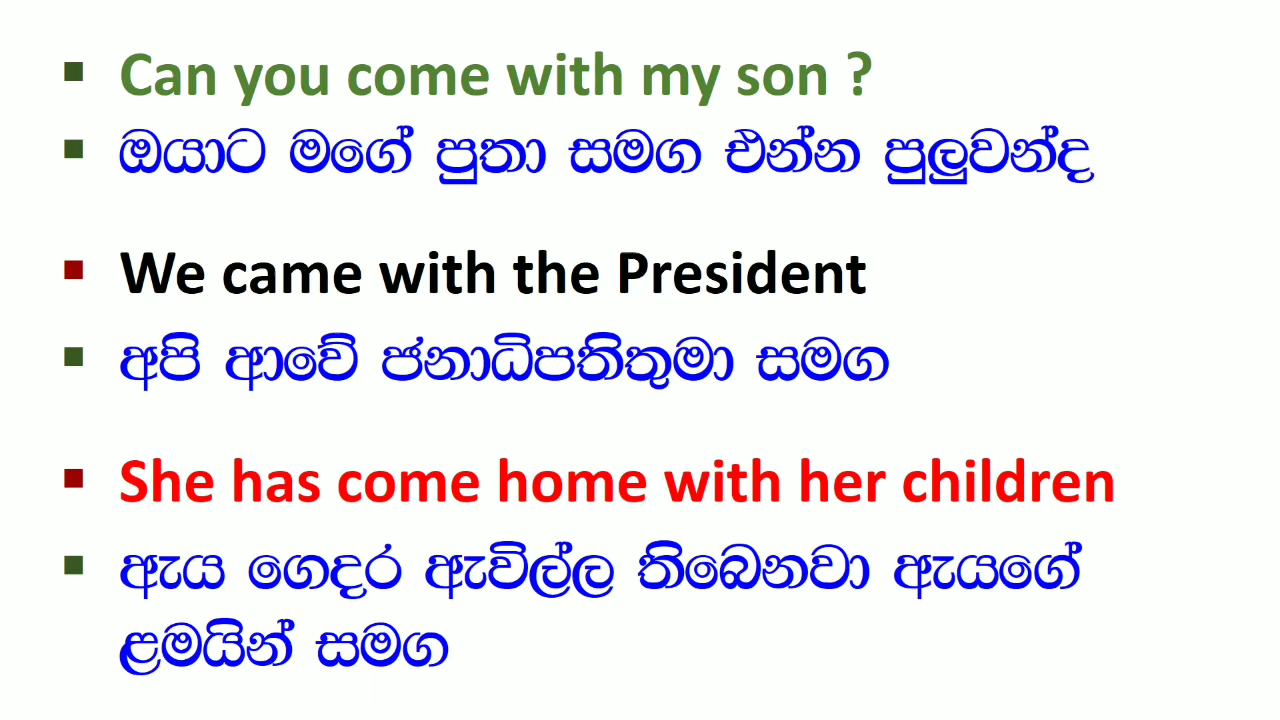 Can you come with my son ?
ඔයාට මගේ පුතා සමග එන්න පුලුවන්ද
We came with the President
අපි ආවේ ජනාධිපතිතුමා සමග
She has come home with her children
ඇය ගෙදර ඇවිල්ල තිබෙනවා ඇයගේ
ළමයින් සමග